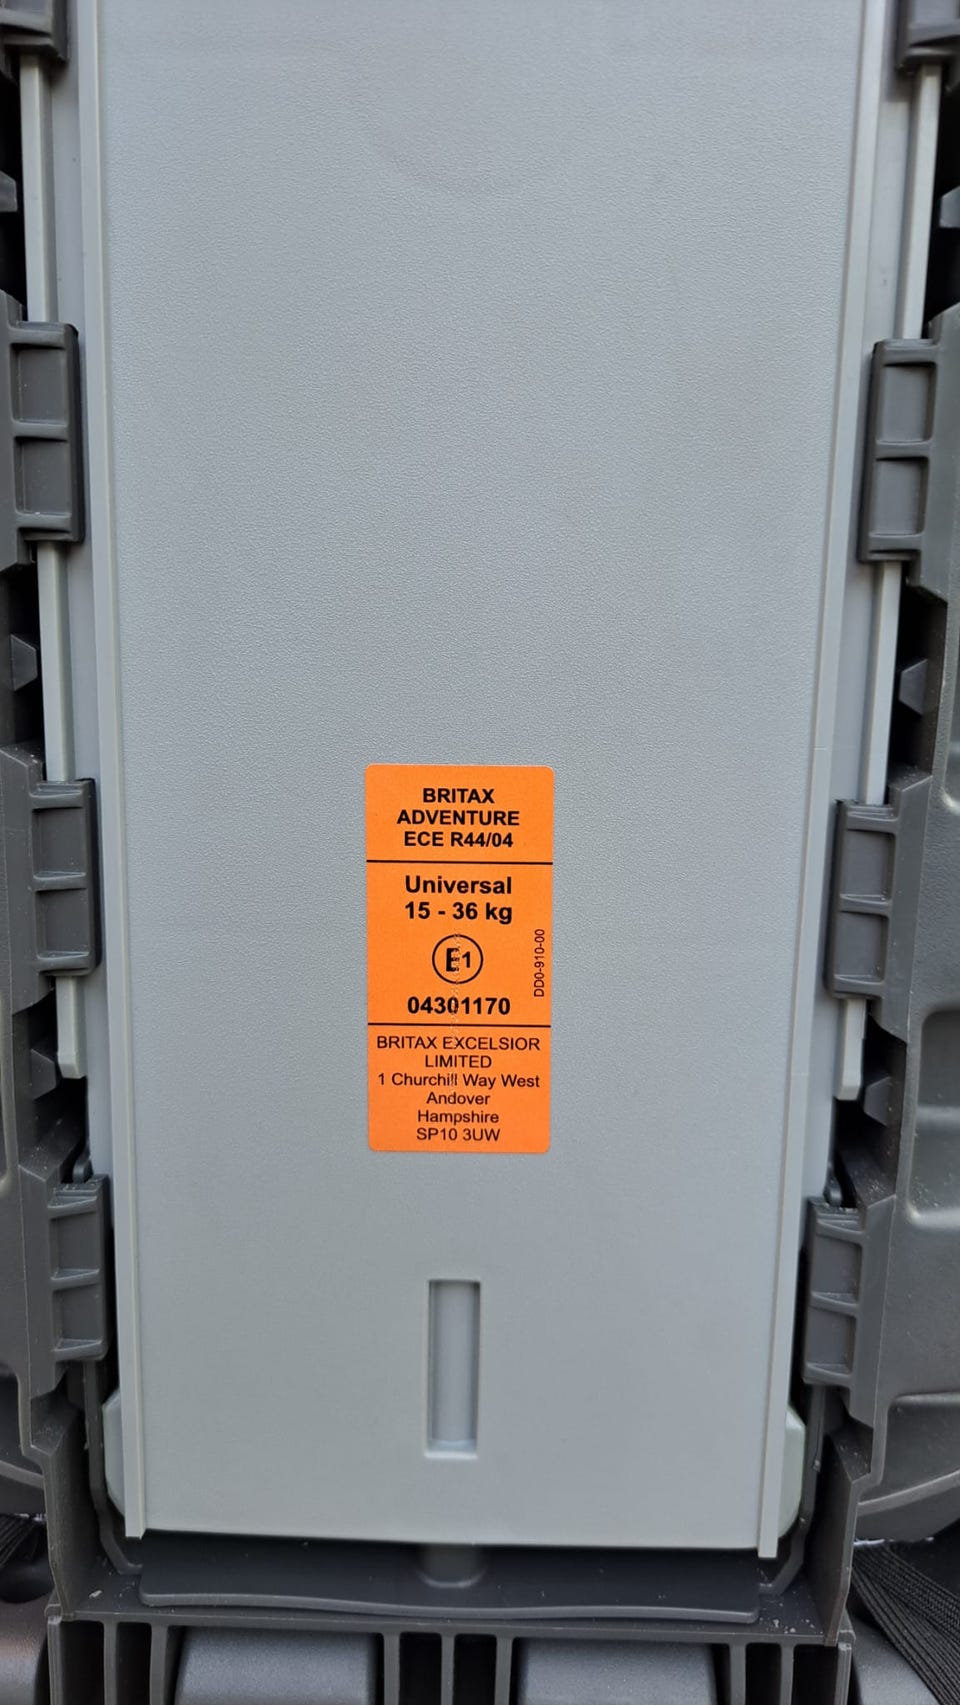 BRITAX
ADVENTURE
ECE R44/04
Universal
15 - 36 kg
E1
04301170
DD0-910-00
BRITAX EXCELSIOR
LIMITED
1 Churchill Way West
Andover
Hampshire
SP10 3UW